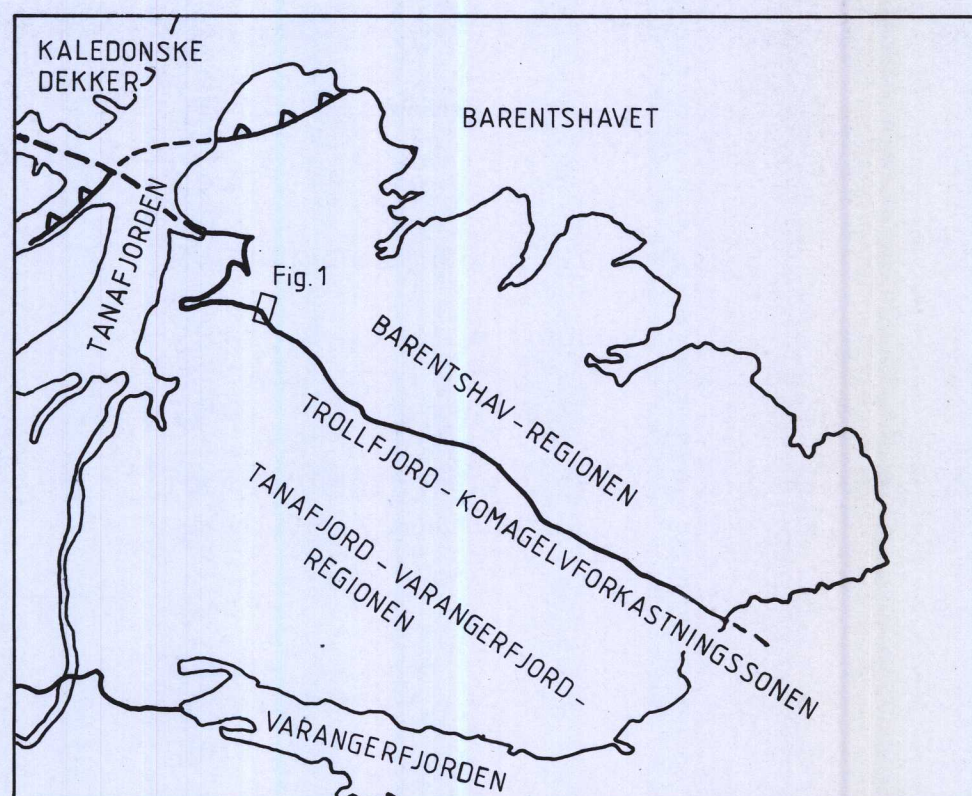 KALEDONSKE
DEKKER
BARENTSHAVET
TANAFJORDEN
Fig.1
BARENTSHAV-REGIONEN
TROLLFJORD-KOMAGELVFORKASTNINGSSONEN
TANAFJORD-VARANGERFJORD-
REGIONEN
VARANGERFJORDEN